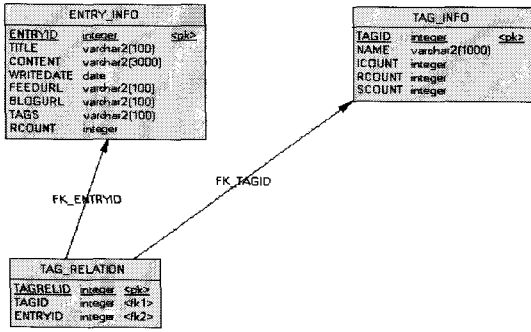 ENTRY_INFO
ENTRYID integer <pk>
TITLE varchar2(100)
CONTENT varchar2(3000)
WRITEDATE date
FEEDURL varchar2(100)
BLOGURL varchar2(100)
TAGS varchar2(100)
RCOUNT integer
TAG_INFO
TAGID integer <pk>
NAME varchar2(1000)
ICOUNT integer
RCOUNT integer
SCOUNT integer
FK_ENTRYID
FK_TAGID
TAG_RELATION
TAGRELID integer <pk>
TAGID integer <fk1>
ENTRYID integer <fk2>